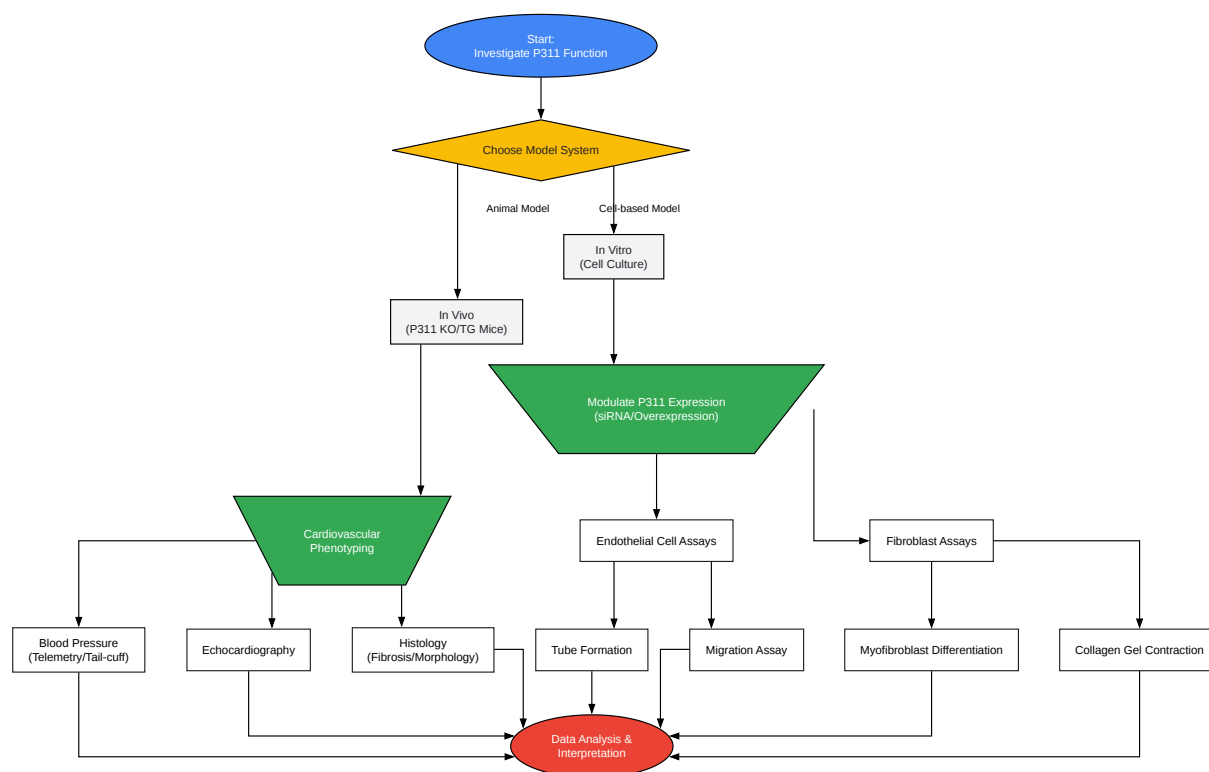 Start:
Investigate P311 Function
Choose Model System
Animal Model
Cell-based Model
In Vitro
(Cell Culture)
In Vivo
(P311 KO/TG Mice)
Modulate P311 Expression
(siRNA/Overexpression)
Cardiovascular
Phenotyping
Endothelial Cell Assays
Fibroblast Assays
Blood Pressure
(Telemetry/Tail-cuff)
Echocardiography
Histology
(Fibrosis/Morphology)
Tube Formation
Migration Assay
Myofibroblast Differentiation
Collagen Gel Contraction
Data Analysis &
Interpretation